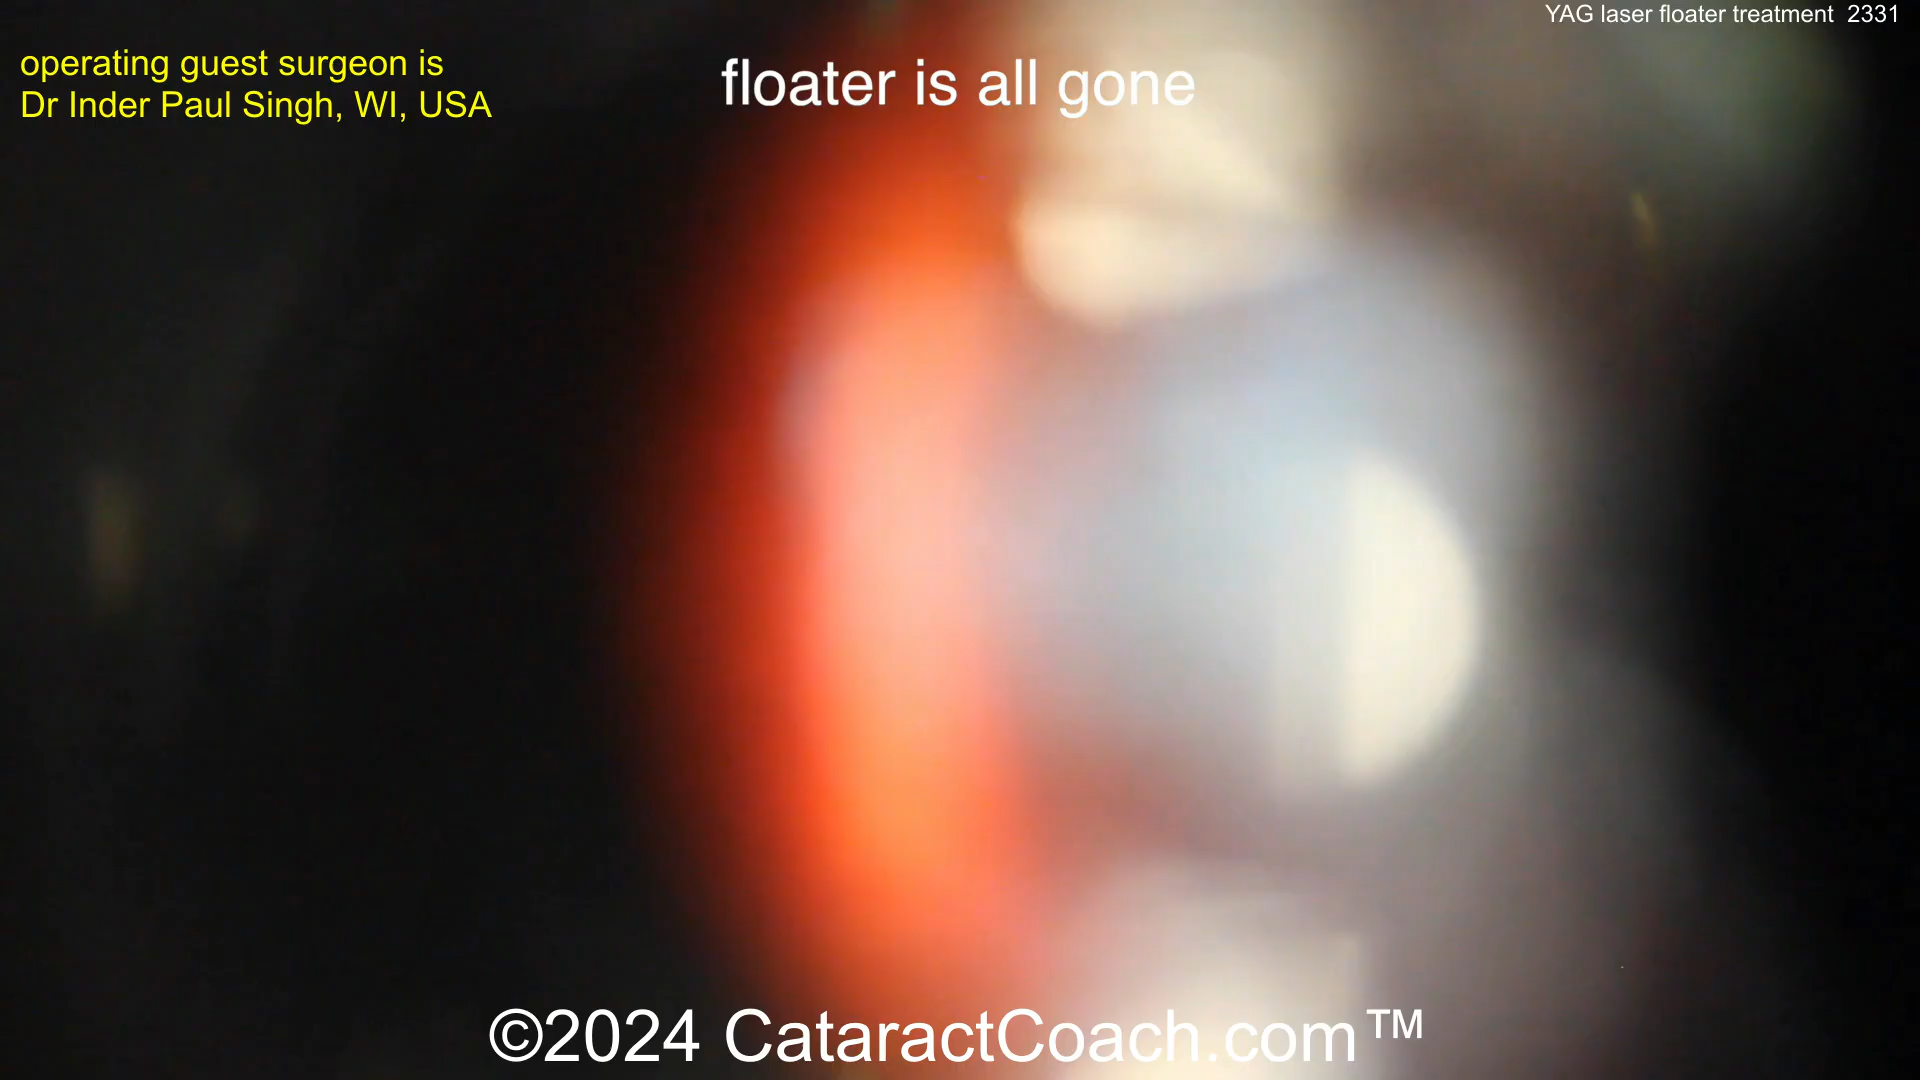 YAG laser floater treatment 2331
operating guest surgeon is
Dr Inder Paul Singh, WI, USA
floater is all gone
©2024 CataractCoach.com™